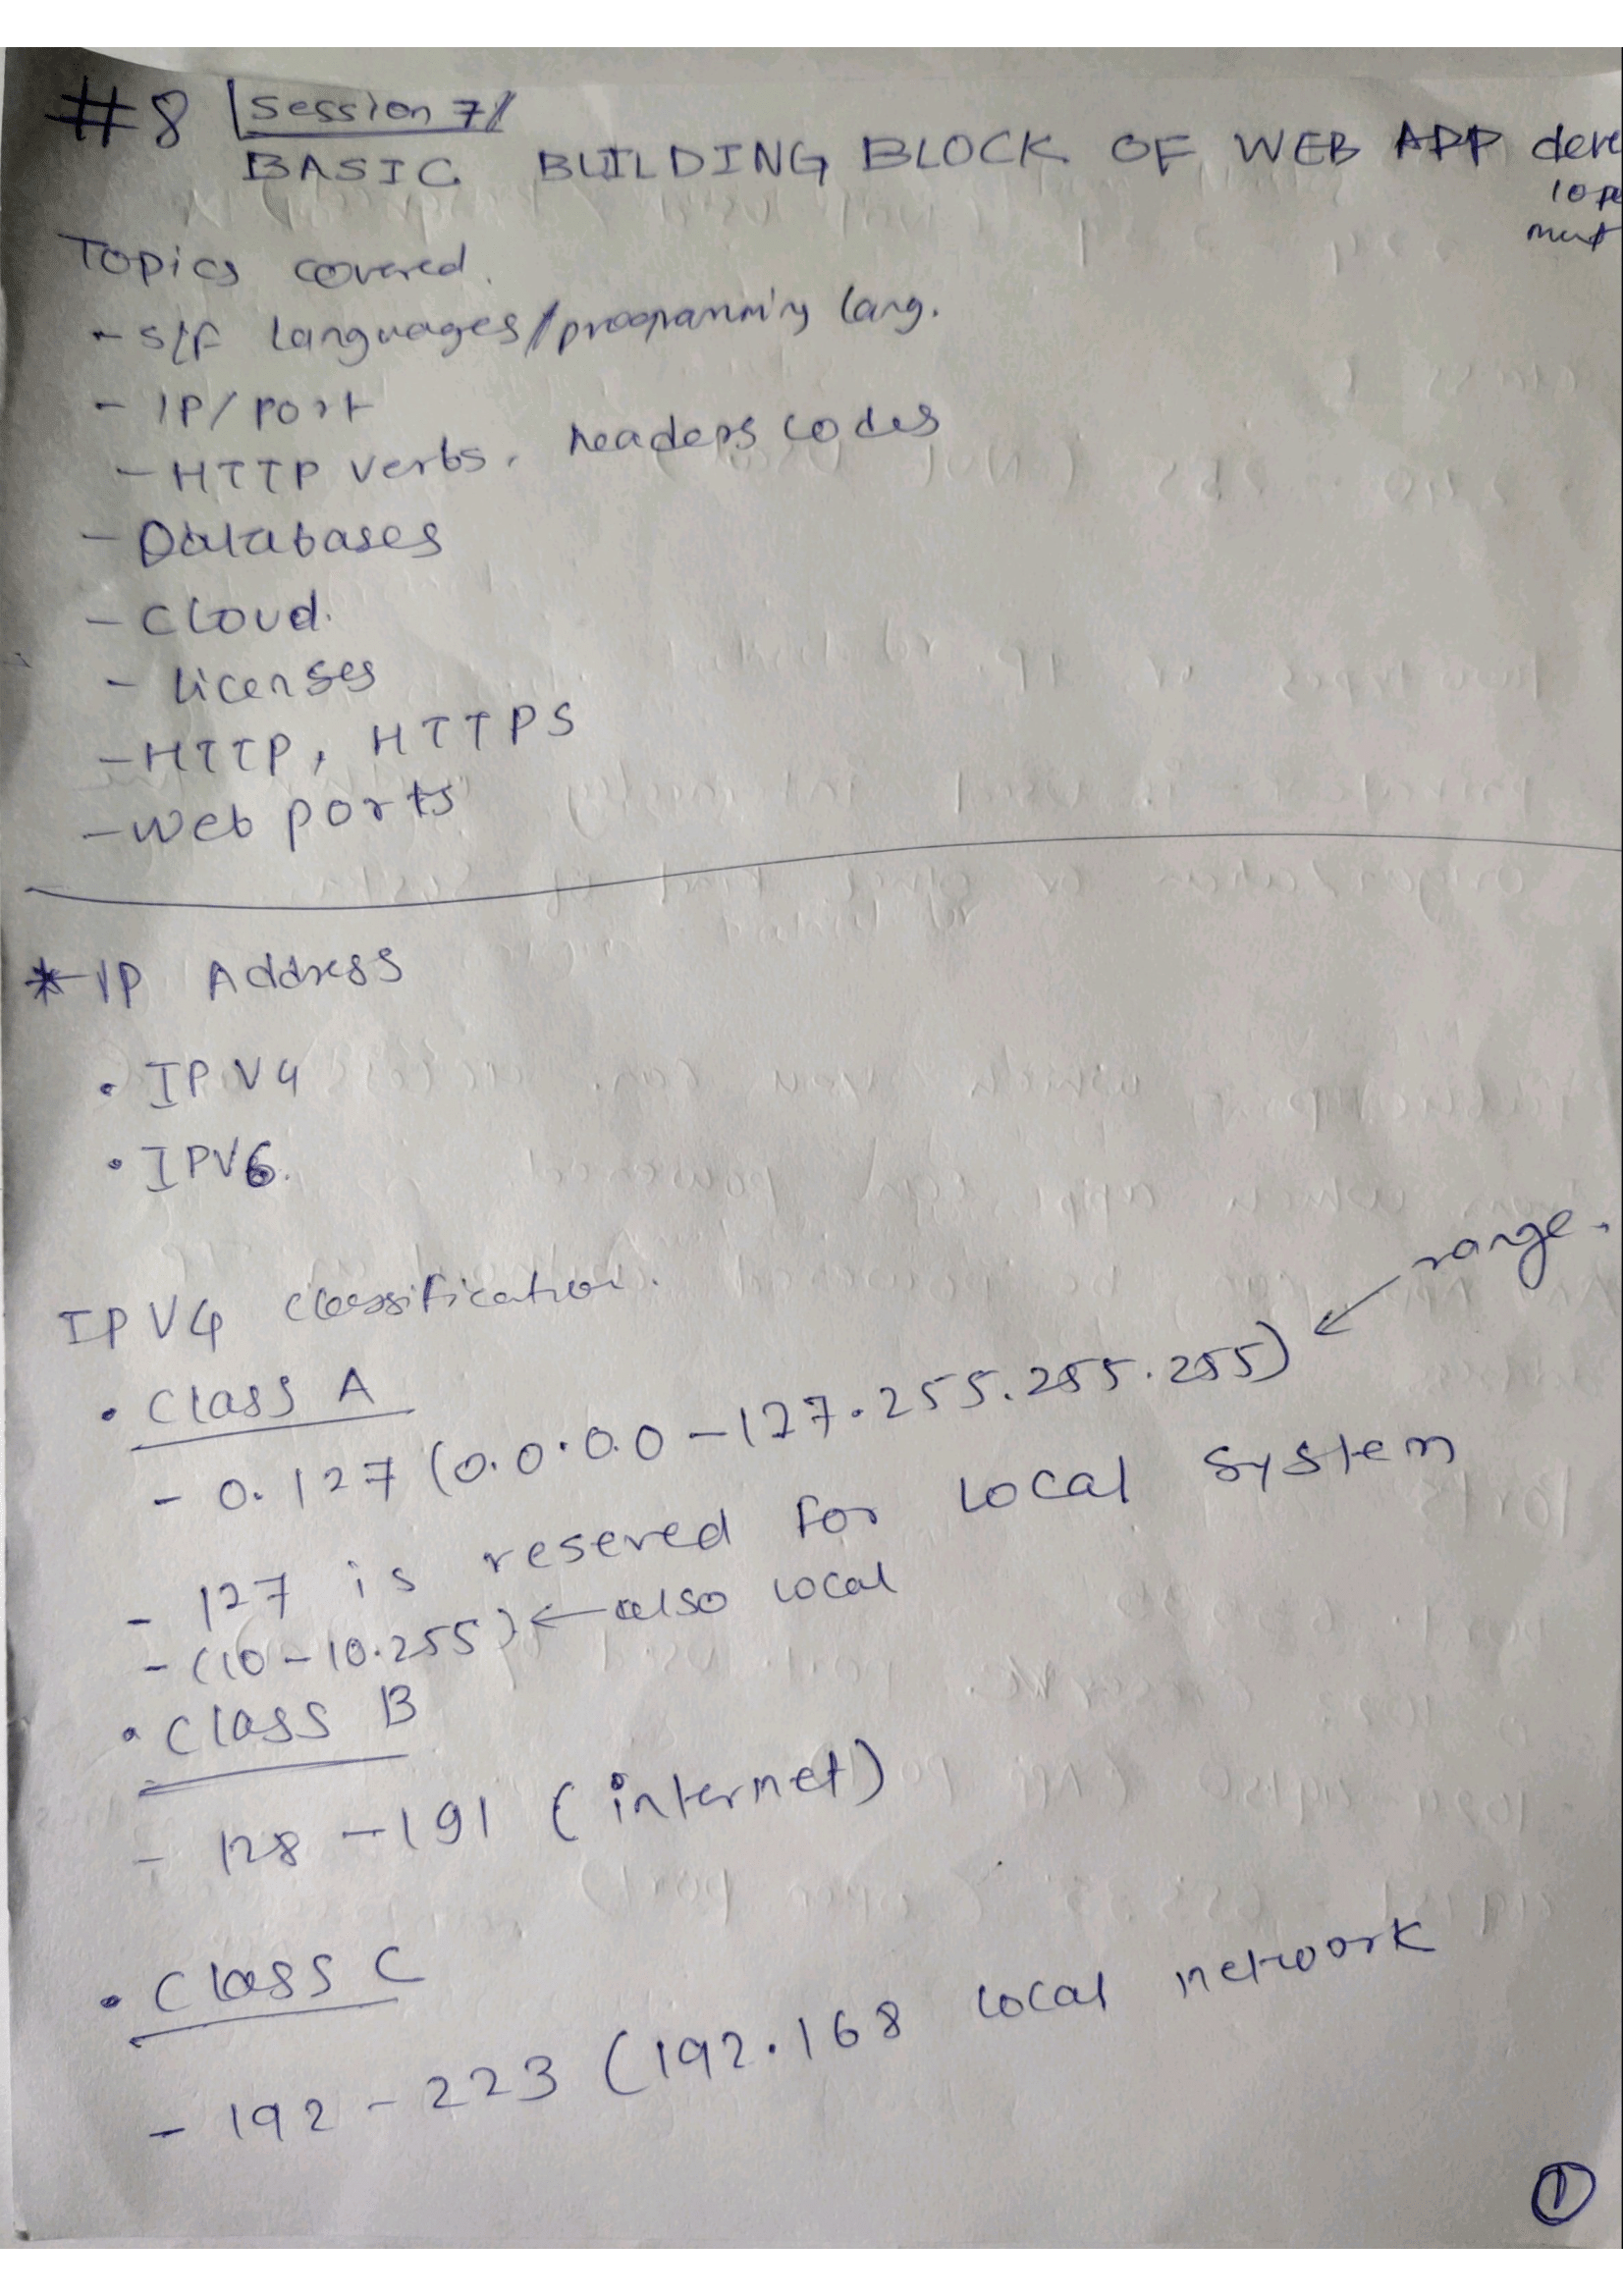 #8 Session 7
BASIC BUILDING BLOCK OF WEB APP deve
lope
ment
Topics covered.
- S/F languages/programming lang.
- IP/port
- HTTP verbs, headers codes
- Databases
- cloud.
- licenses
- HTTP, HTTPS
- web ports
* IP Address
• IPV4
• IPV6.
range.
IPV4 classification.
• Class A
- 0.127 (0.0.0.0 - 127.255.255.255)
- 127 is resered for local system
- (10 - 10.255) ← also local
• Class B
- 128 - 191 (internet)
• Class C
- 192 - 223 (192.168 local network
1